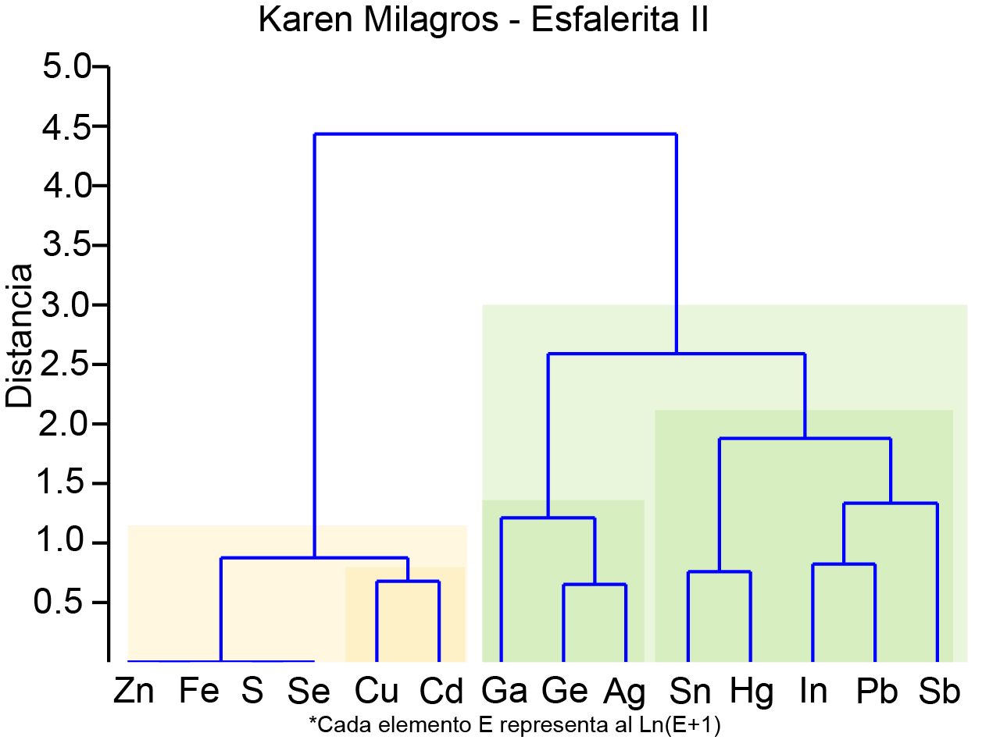 Karen Milagros - Esfalerita II
5.0
4.5
4.0
3.5
3.0
2.5
2.0
1.5
1.0
0.5
Distancia
Zn Fe S Se Cu Cd Ga Ge Ag Sn Hg In Pb Sb
*Cada elemento E representa al Ln(E+1)